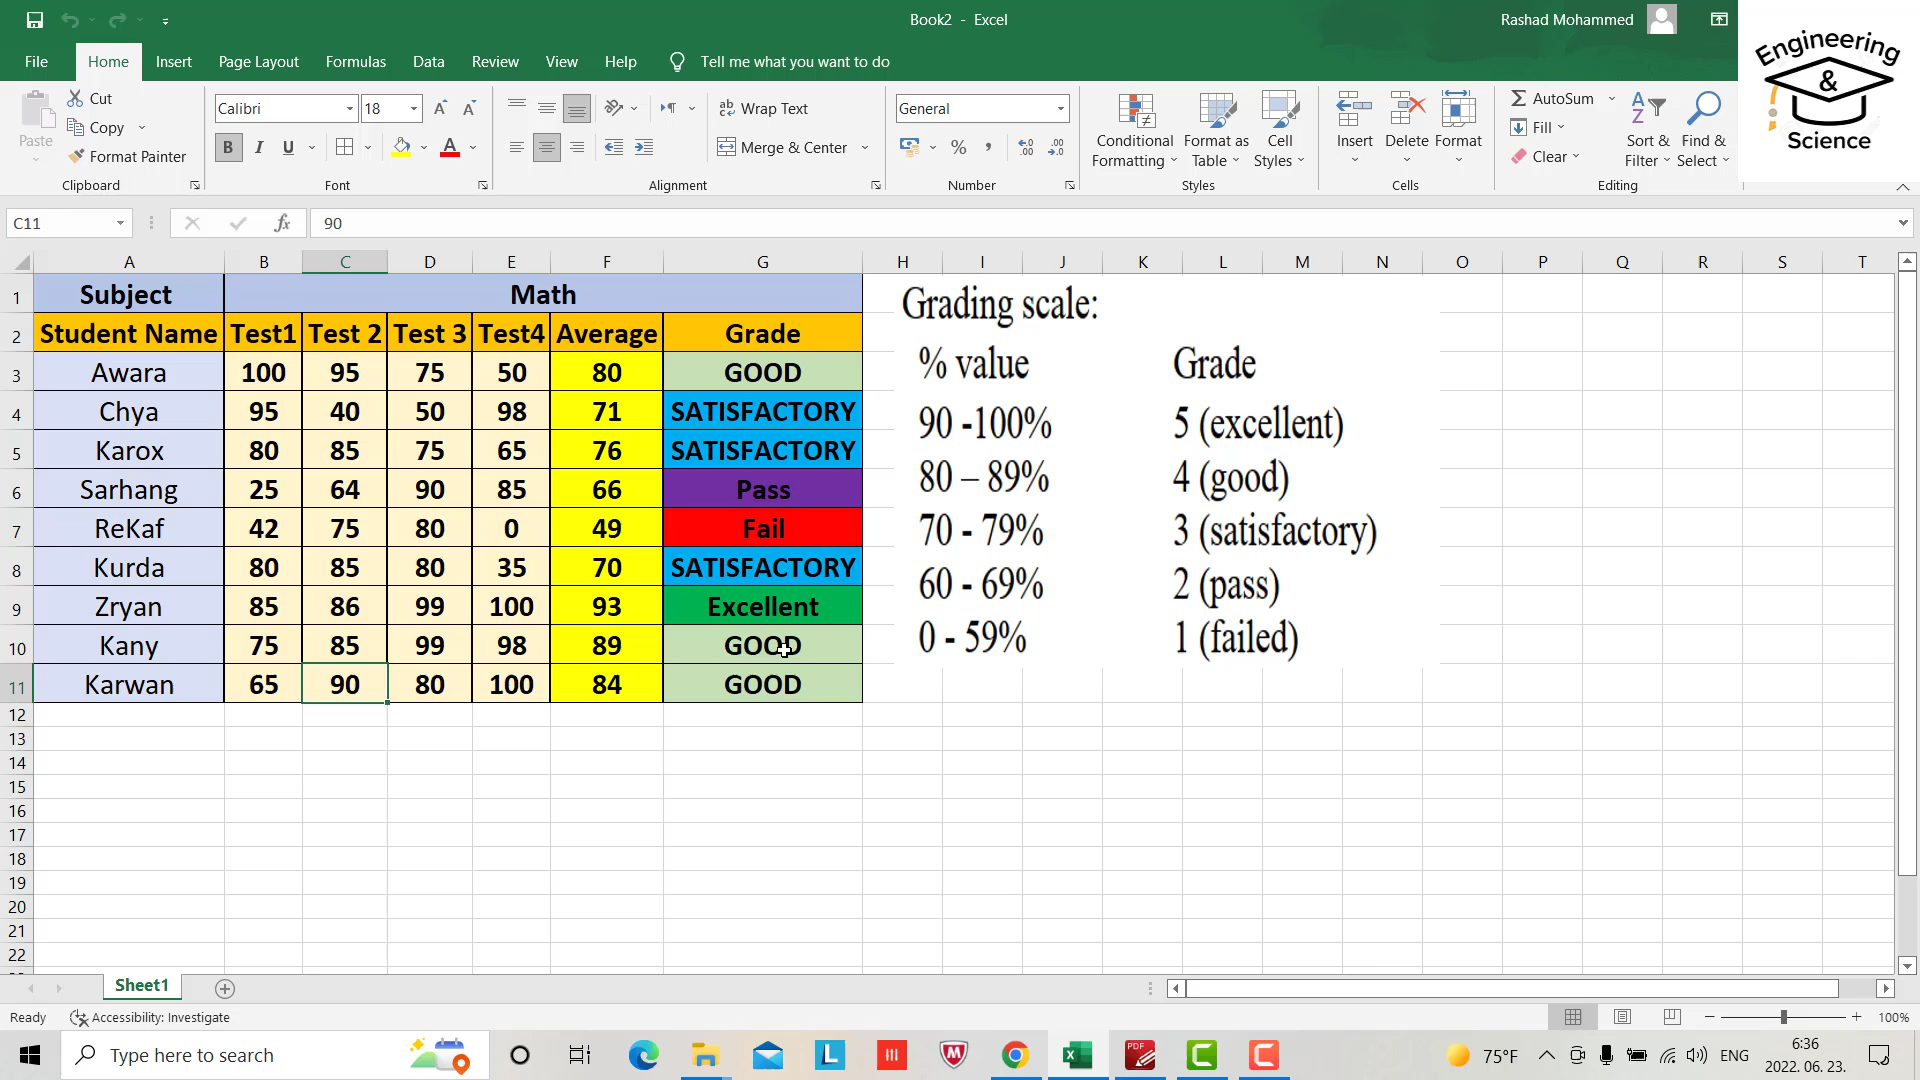 Book2 - Excel
Rashad Mohammed
Engineering
&
Science
File Home Insert Page Layout Formulas Data Review View Help Tell me what you want to do
Paste
Cut
Copy
Format Painter
Clipboard
Calibri 18
B I U
Font
Wrap Text
Merge & Center
Alignment
General
Number
Conditional Formatting
Format as Table
Cell Styles
Styles
Insert Delete Format
Cells
AutoSum
Fill
Clear
Sort & Filter
Find & Select
Editing
C11 fx 90
A B C D E F G H I J K L M N O P Q R S T
1 Subject Math
2 Student Name Test1 Test 2 Test 3 Test4 Average Grade
3 Awara 100 95 75 50 80 GOOD
4 Chya 95 40 50 98 71 SATISFACTORY
5 Karox 80 85 75 65 76 SATISFACTORY
6 Sarhang 25 64 90 85 66 Pass
7 ReKaf 42 75 80 0 49 Fail
8 Kurda 80 85 80 35 70 SATISFACTORY
9 Zryan 85 86 99 100 93 Excellent
10 Kany 75 85 99 98 89 GOOD
11 Karwan 65 90 80 100 84 GOOD
12
13
14
15
16
17
18
19
20
21
22
Grading scale:
% value Grade
90 -100% 5 (excellent)
80 – 89% 4 (good)
70 - 79% 3 (satisfactory)
60 - 69% 2 (pass)
0 - 59% 1 (failed)
Sheet1
Ready Accessibility: Investigate 100%
Type here to search
75°F ENG
6:36
2022. 06. 23.